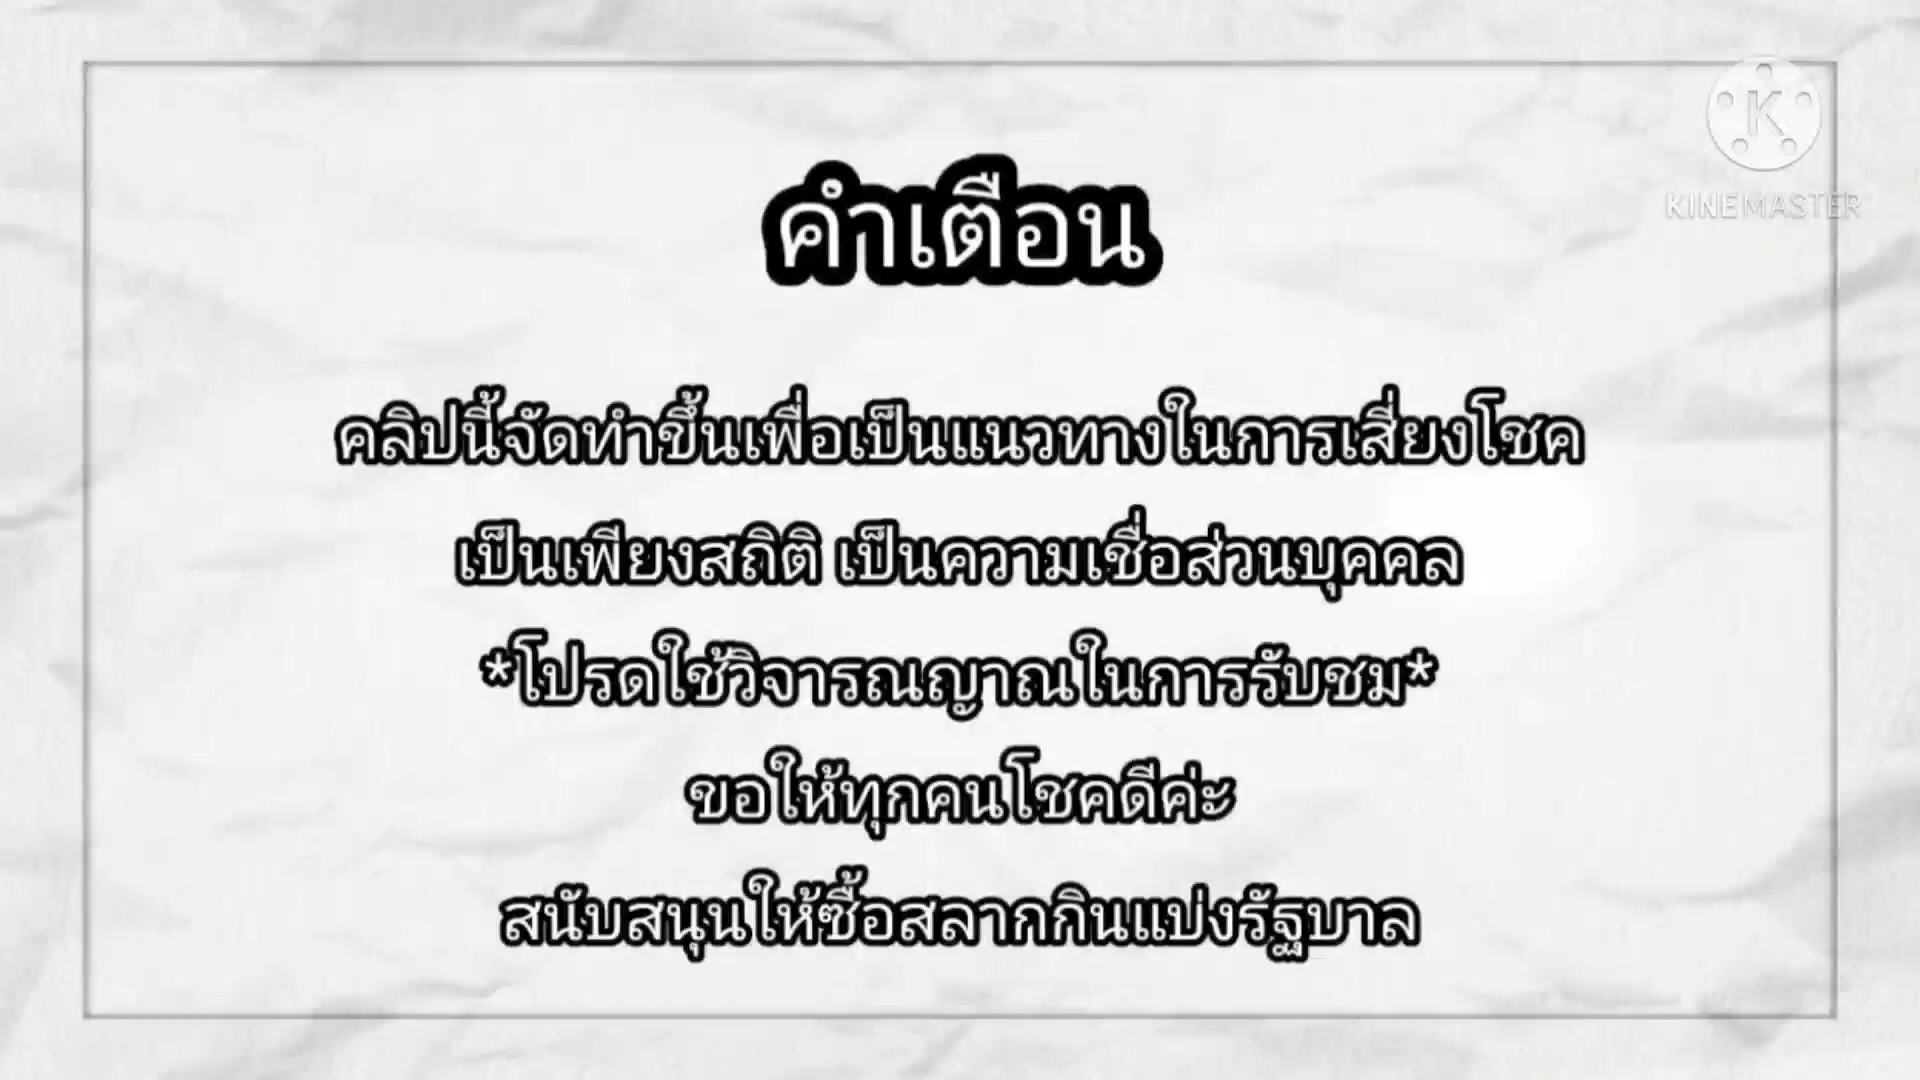 KINEMASTER
คำเตือน
คลิปนี้จัดทำขึ้นเพื่อเป็นแนวทางในการเสี่ยงโชค
เป็นเพียงสถิติ เป็นความเชื่อส่วนบุคคล
*โปรดใช้วิจารณญาณในการรับชม*
ขอให้ทุกคนโชคดีค่ะ
สนับสนุนให้ซื้อสลากกินแบ่งรัฐบาล